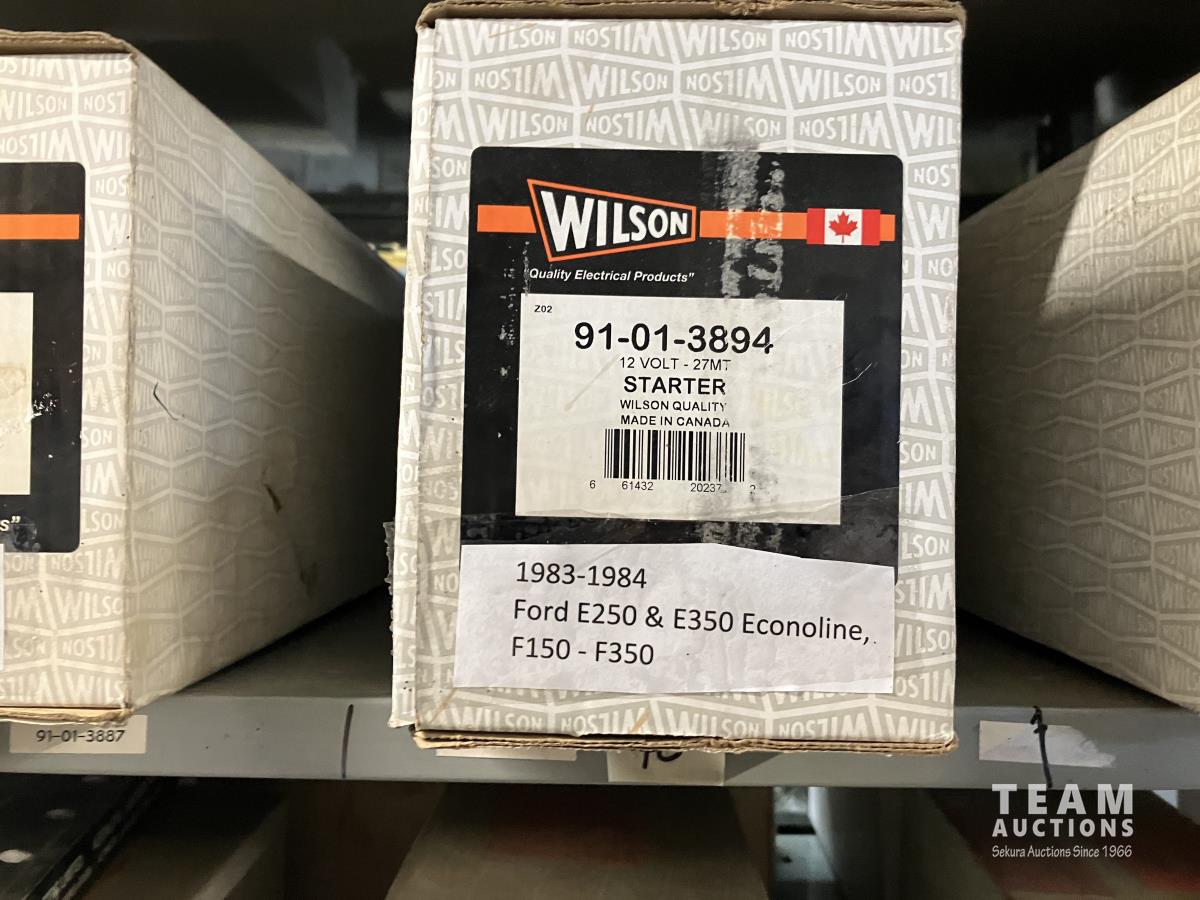 WILSON
"Quality Electrical Products"
Z02
91-01-3894
12 VOLT - 27MT
STARTER
WILSON QUALITY
MADE IN CANADA
6 61432 20237
1983-1984
Ford E250 & E350 Econoline,
F150 - F350
91-01-3887
TEAM
AUCTIONS
Sekura Auctions Since 1966